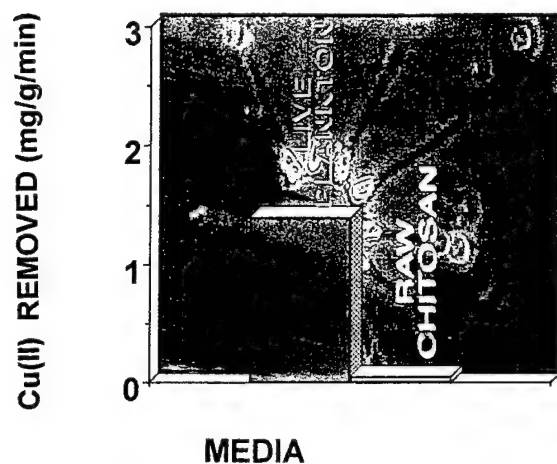 3
2
1
0
Cu(II) REMOVED (mg/g/min)
LIVE
RAW
CHITOSAN
MEDIA